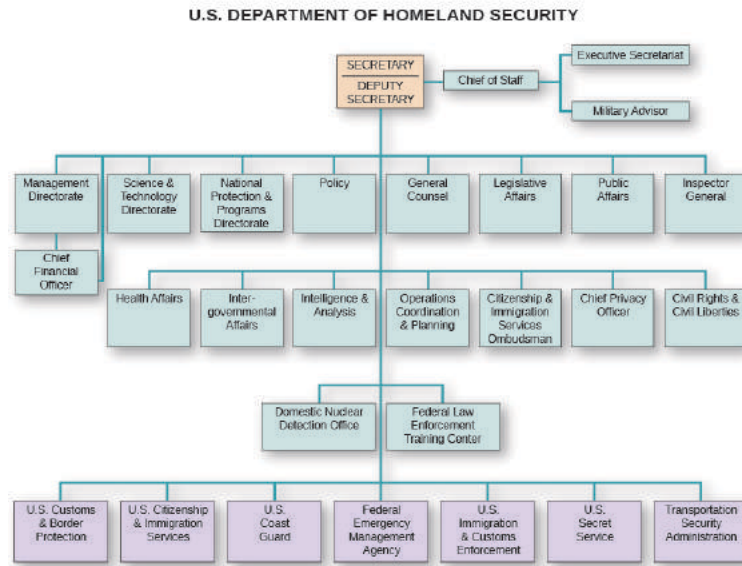 U.S. DEPARTMENT OF HOMELAND SECURITY
SECRETARY
DEPUTY
SECRETARY
Chief of Staff
Executive Secretariat
Military Advisor
Management
Directorate
Science &
Technology
Directorate
National
Protection &
Programs
Directorate
Policy
General
Counsel
Legislative
Affairs
Public
Affairs
Inspector
General
Chief
Financial
Officer
Health Affairs
Inter-
governmental
Affairs
Intelligence &
Analysis
Operations
Coordination
& Planning
Citizenship &
Immigration
Services
Ombudsman
Chief Privacy
Officer
Civil Rights &
Civil Liberties
Domestic Nuclear
Detection Office
Federal Law
Enforcement
Training Center
U.S. Customs
& Border
Protection
U.S. Citizenship
& Immigration
Services
U.S.
Coast
Guard
Federal
Emergency
Management
Agency
U.S.
Immigration
& Customs
Enforcement
U.S.
Secret
Service
Transportation
Security
Administration